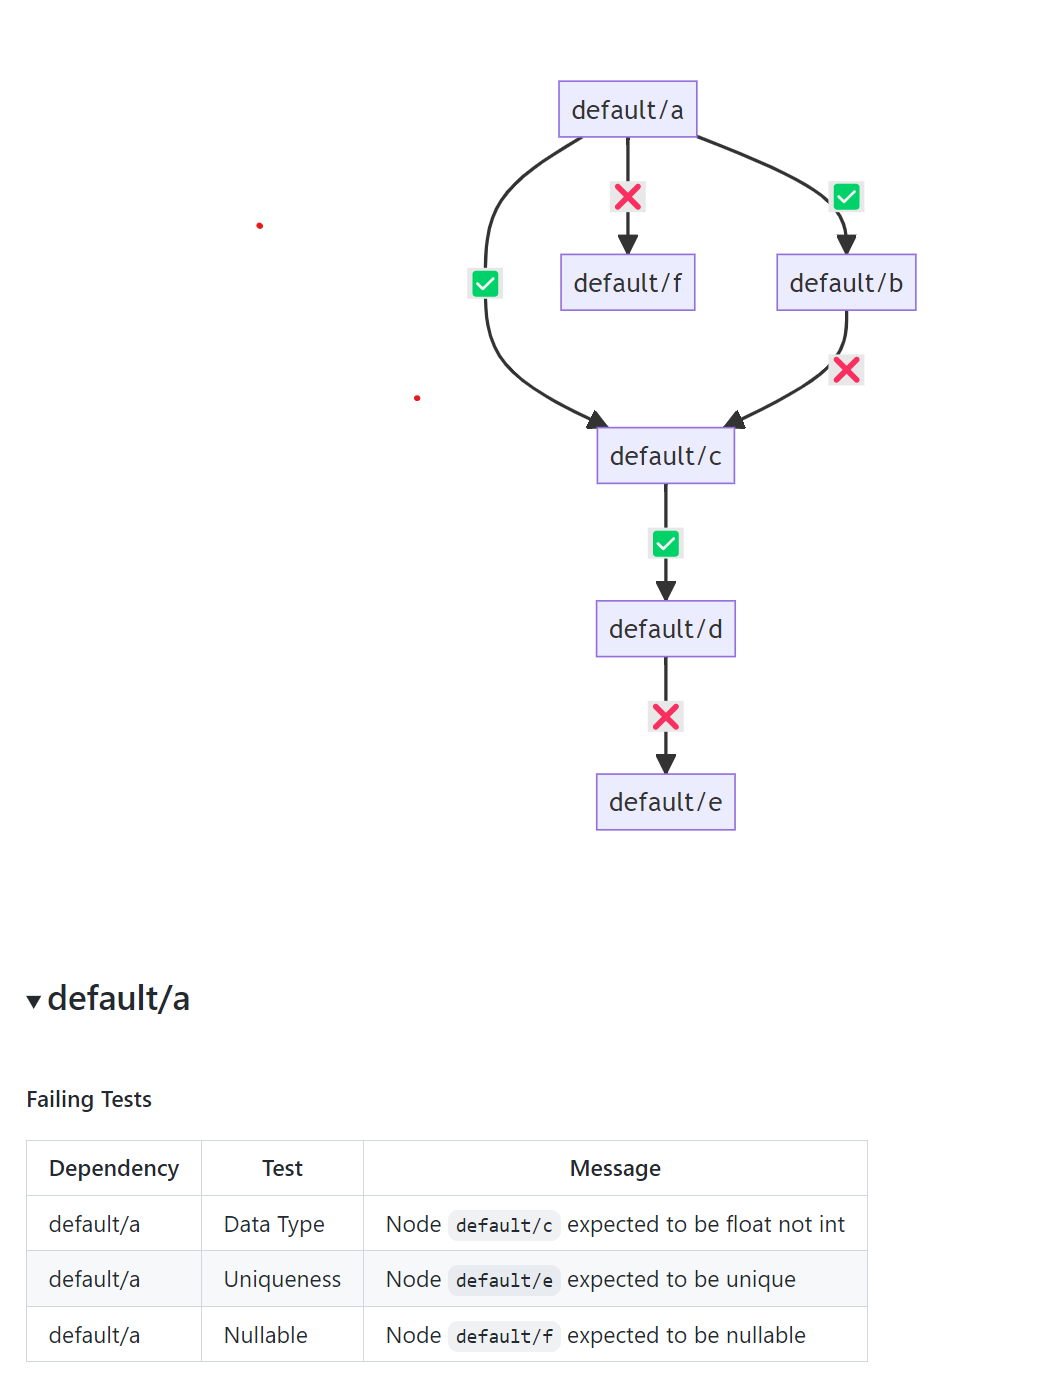 default/a
default/f
default/b
default/c
default/d
default/e
default/a
Failing Tests
Dependency Test Message
default/a Data Type Node default/c expected to be float not int
default/a Uniqueness Node default/e expected to be unique
default/a Nullable Node default/f expected to be nullable